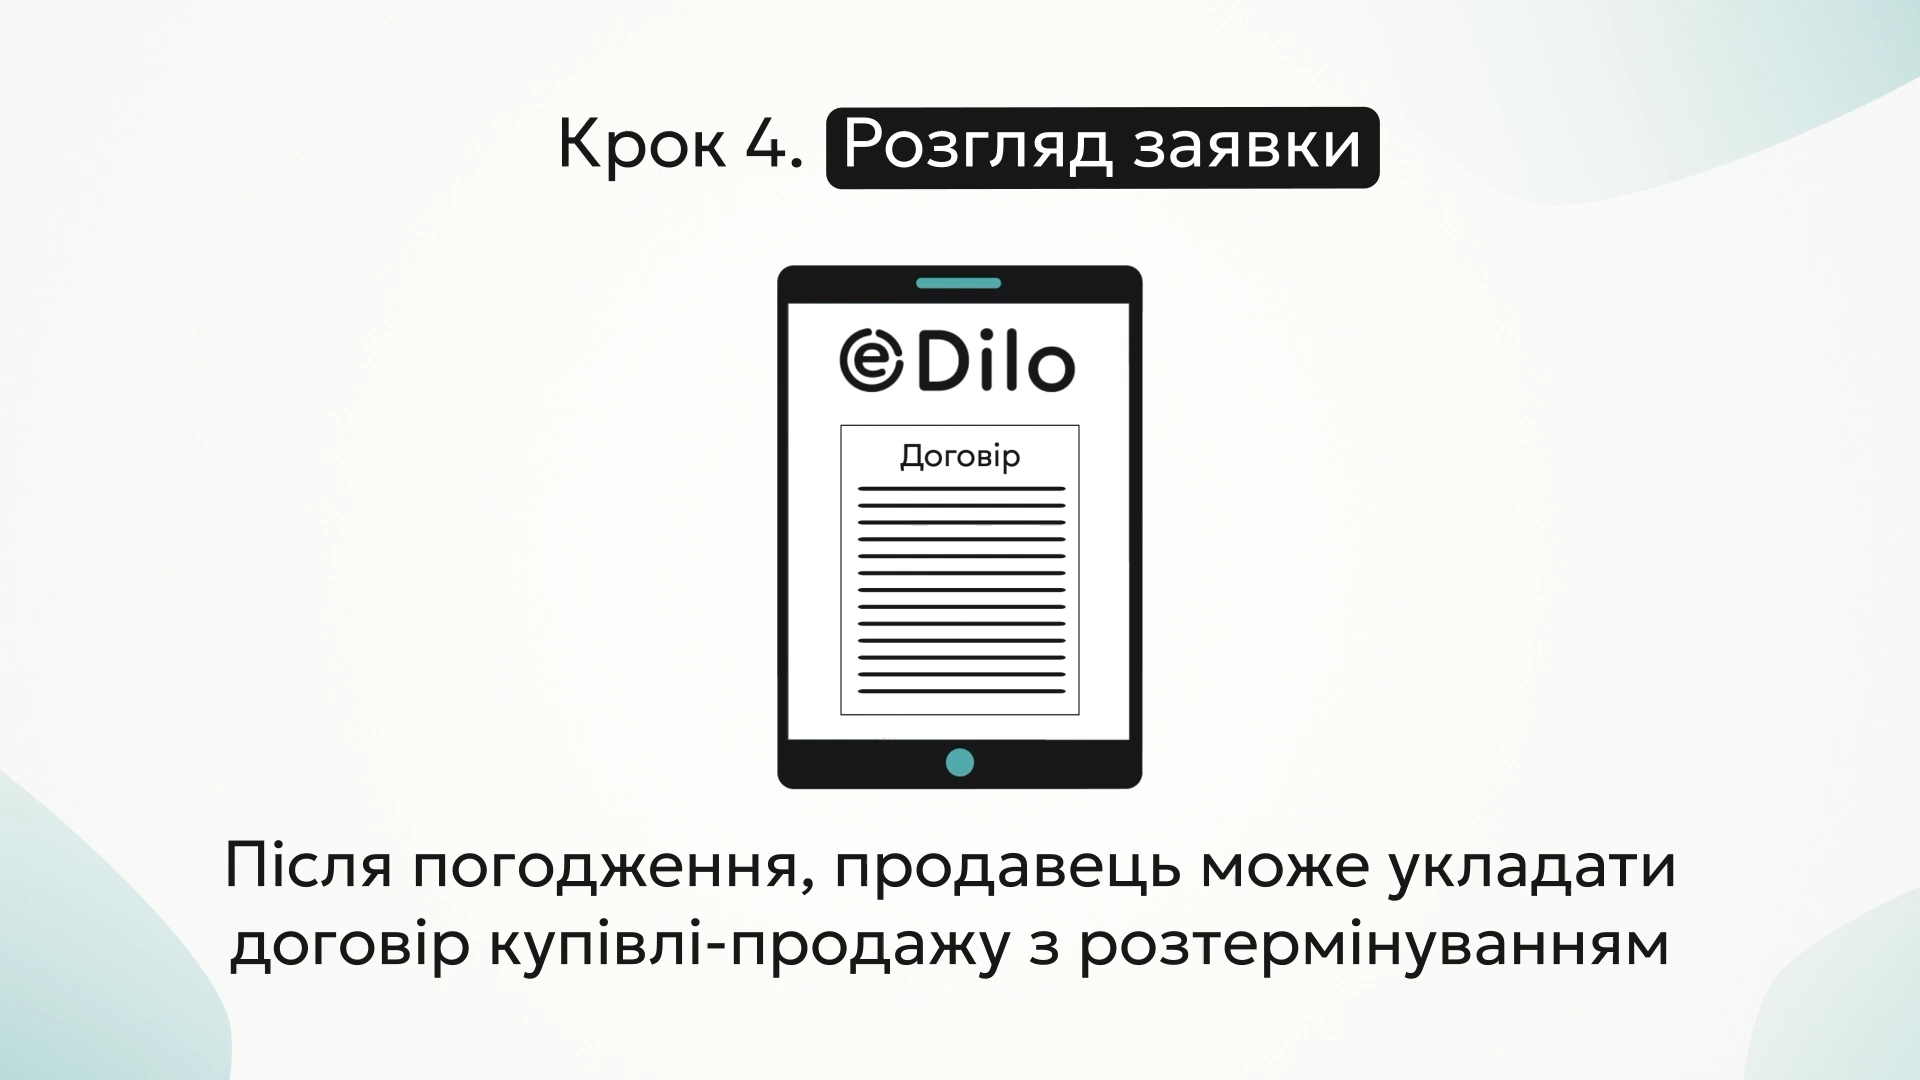 Крок 4. Розгляд заявки
eDilo
Договір
Після погодження, продавець може укладати
договір купівлі-продажу з розтермінуванням